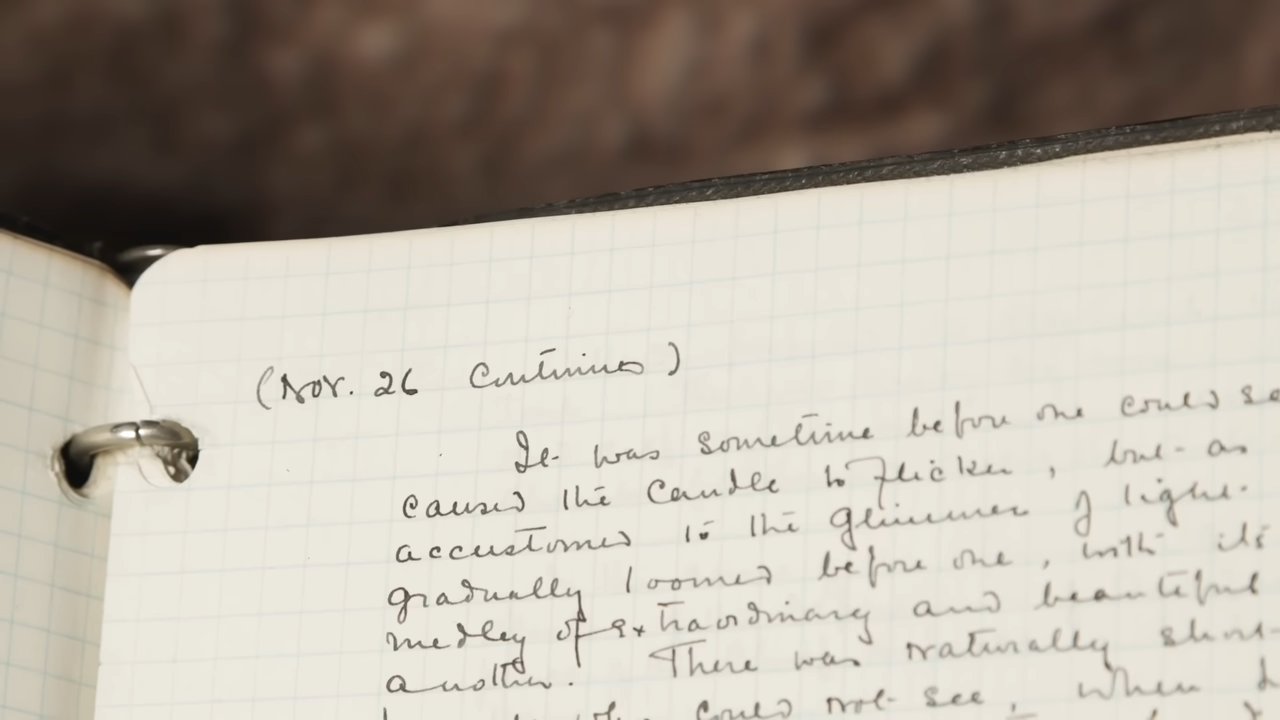 (Nov. 26 Continued)
It was sometime before one could
caused the candle to flicker, but as
accustomed to the glimmer of light
gradually loomed before one, with its
medley of extraordinary and beautiful
another. There was naturally short
who could not see, when